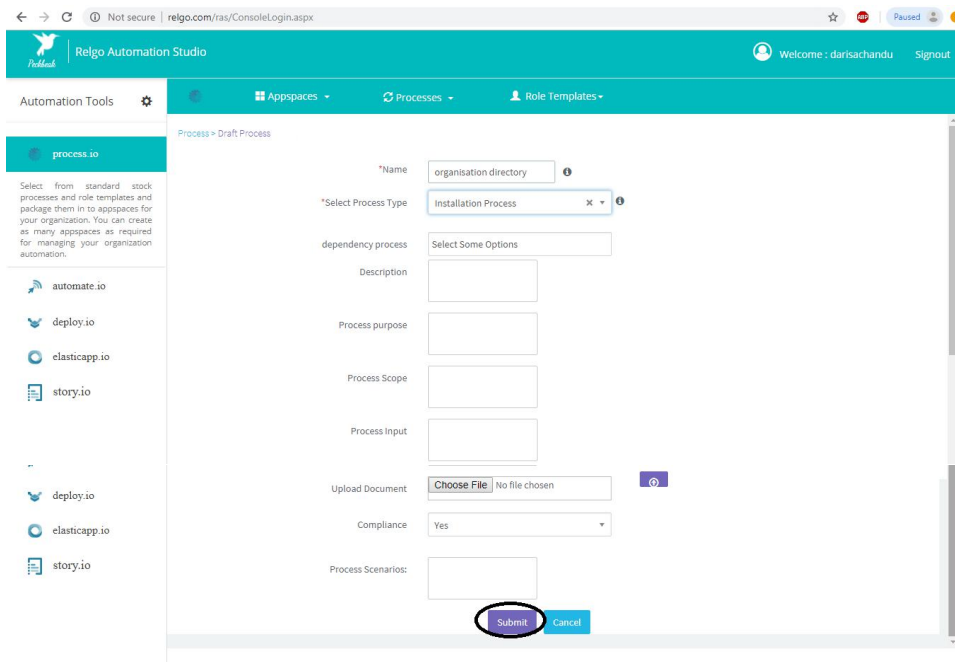 Not secure | relgo.com/ras/ConsoleLogin.aspx
ABP
Paused
Peckbeak
Relgo Automation Studio
Welcome : darisachandu
Signout
Automation Tools
Appspaces
Processes
Role Templates
Process > Draft Process
process.io
Select from standard stock
processes and role templates and
package them in to appspaces for
your organization. You can create
as many appspaces as required
for managing your organization
automation.
automate.io
deploy.io
elasticapp.io
story.io
*Name
organisation directory
*Select Process Type
Installation Process
dependency process
Select Some Options
Description
Process purpose
Process Scope
Process Input
deploy.io
elasticapp.io
story.io
Upload Document
Choose File No file chosen
Compliance
Yes
Process Scenarios:
Submit
Cancel